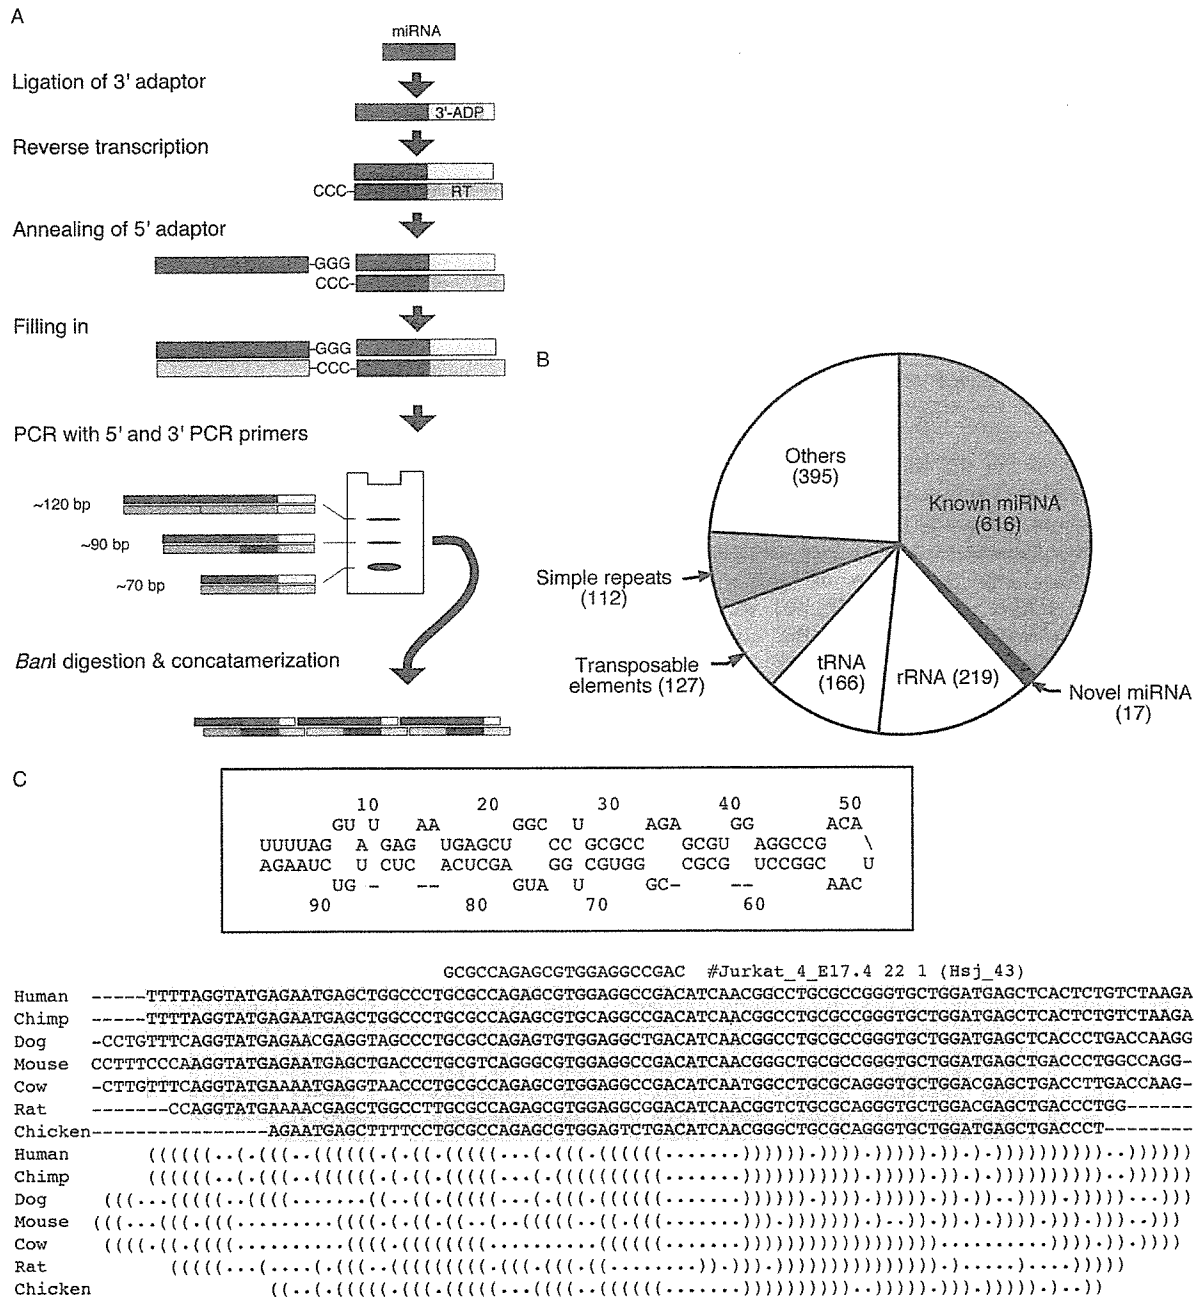 A
miRNA
Ligation of 3' adaptor
3'-ADP
Reverse transcription
CCC-
RT
Annealing of 5' adaptor
-GGG
CCC-
Filling in
-GGG
-CCC-
PCR with 5' and 3' PCR primers
~120 bp
~90 bp
~70 bp
BanI digestion & concatamerization
B
Others
(395)
Known miRNA
(616)
Simple repeats
(112)
Transposable
elements (127)
tRNA
(166)
rRNA (219)
Novel miRNA
(17)
C
10 20 30 40 50
GU U AA GGC U AGA GG ACA
UUUUAG A GAG UGAGCU CC GCGCC GCGU AGGCCG \
AGAAUC U CUC ACUCGA GG CGUGG CGCG UCCGGC U
UG - -- GUA U GC- -- AAC
90 80 70 60
GCGCCAGAGCGTGGAGGCCGAC #Jurkat_4_E17.4 22 1 (Hsj_43)
Human -----TTTTAGGTATGAGAATGAGCTGGCCCTGCGCCAGAGCGTGGAGGCCGACATCAACGGCCTGCGCCGGGTGCTGGATGAGCTCACTCTGTCTAAGA
Chimp -----TTTTAGGTATGAGAATGAGCTGGCCCTGCGCCAGAGCGTGCAGGCCGACATCAACGGCCTGCGCCGGGTGCTGGATGAGCTCACTCTGTCTAAGA
Dog -CCTGTTTCAGGTATGAGAACGAGGTAGCCCTGCGCCAGAGTGTGGAGGCTGACATCAACGGCCTGCGCCGGGTGCTGGATGAGCTCACCCTGACCAAGG
Mouse CCTTTCCCAAGGTATGAGAATGAGCTGACCCTGCGTCAGGGCGTGGAGGCCGACATCAACGGCCTGCGCCGGGTGCTGGATGAGCTGACCCTGGCCAGG-
Cow -CTTGTTTCAGGTATGAAAATGAGGTAACCCTGCGCCAGAGCGTGGAGGCCGACATCAATGGCCTGCGCAGGGTGCTGGACGAGCTGACCTTGACCAAG-
Rat -------CCAGGTATGAAAACGAGCTGGCCTTGCGCCAGAGCGTGGAGGCGGACATCAACGGTCTGCGCAGGGTGCTGGACGAGCTGACCCTGG------
Chicken----------------AGAATGAGCTTTTCCTGCGCCAGAGCGTGGAGTCTGACATCAACGGGCTGCGCAGGGTGCTGGATGAGCTGACCCT---------
Human
Chimp
Dog
Mouse
Cow
Rat
Chicken